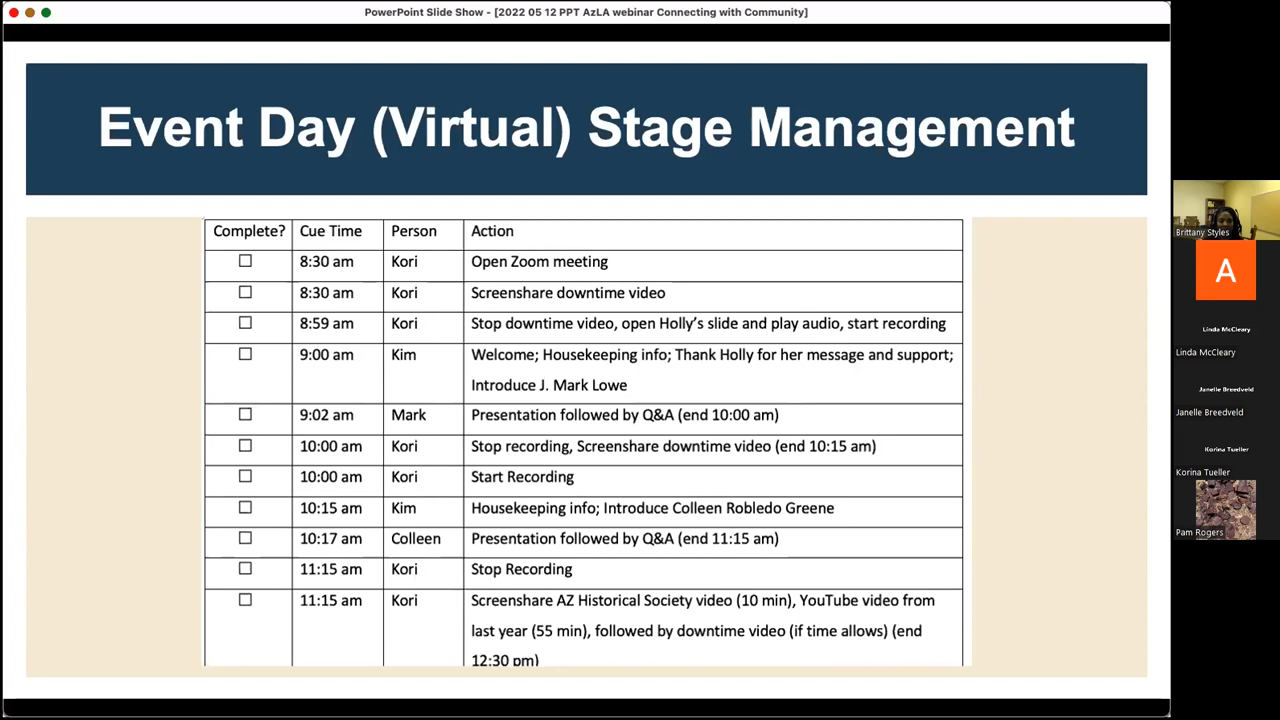 PowerPoint Slide Show - [2022 05 12 PPT AzLA webinar Connecting with Community]
Event Day (Virtual) Stage Management
Complete? Cue Time Person Action
☐ 8:30 am Kori Open Zoom meeting
☐ 8:30 am Kori Screenshare downtime video
☐ 8:59 am Kori Stop downtime video, open Holly's slide and play audio, start recording
☐ 9:00 am Kim Welcome; Housekeeping info; Thank Holly for her message and support;
Introduce J. Mark Lowe
☐ 9:02 am Mark Presentation followed by Q&A (end 10:00 am)
☐ 10:00 am Kori Stop recording, Screenshare downtime video (end 10:15 am)
☐ 10:00 am Kori Start Recording
☐ 10:15 am Kim Housekeeping info; Introduce Colleen Robledo Greene
☐ 10:17 am Colleen Presentation followed by Q&A (end 11:15 am)
☐ 11:15 am Kori Stop Recording
☐ 11:15 am Kori Screenshare AZ Historical Society video (10 min), YouTube video from
last year (55 min), followed by downtime video (if time allows) (end
12:30 pm)
Brittany Styles
A
Linda McCleary
Linda McCleary
Janelle Breedveld
Janelle Breedveld
Korina Tueller
Korina Tueller
Pam Rogers